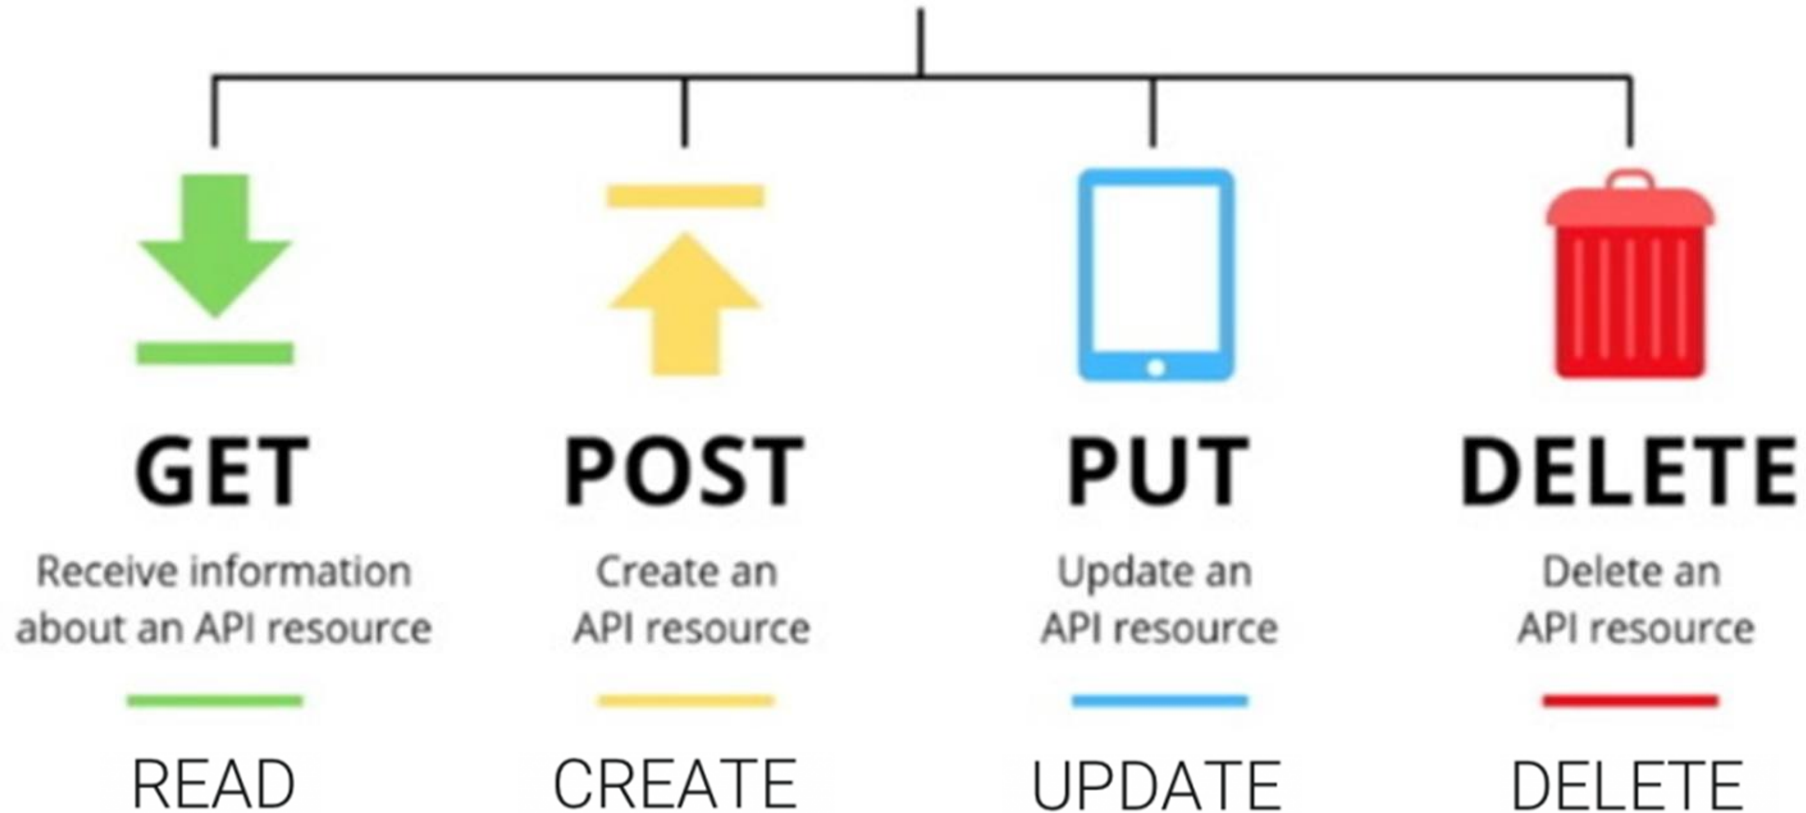 GET
Receive information
about an API resource
READ
POST
Create an
API resource
CREATE
PUT
Update an
API resource
UPDATE
DELETE
Delete an
API resource
DELETE